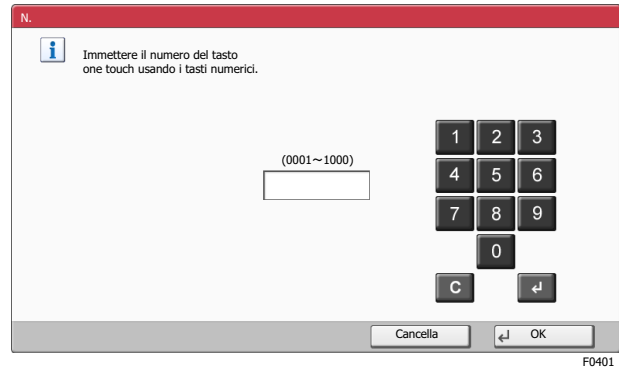 N.
Immettere il numero del tasto
one touch usando i tasti numerici.
(0001～1000)
1 2 3
4 5 6
7 8 9
0
C
Cancella
OK
F0401